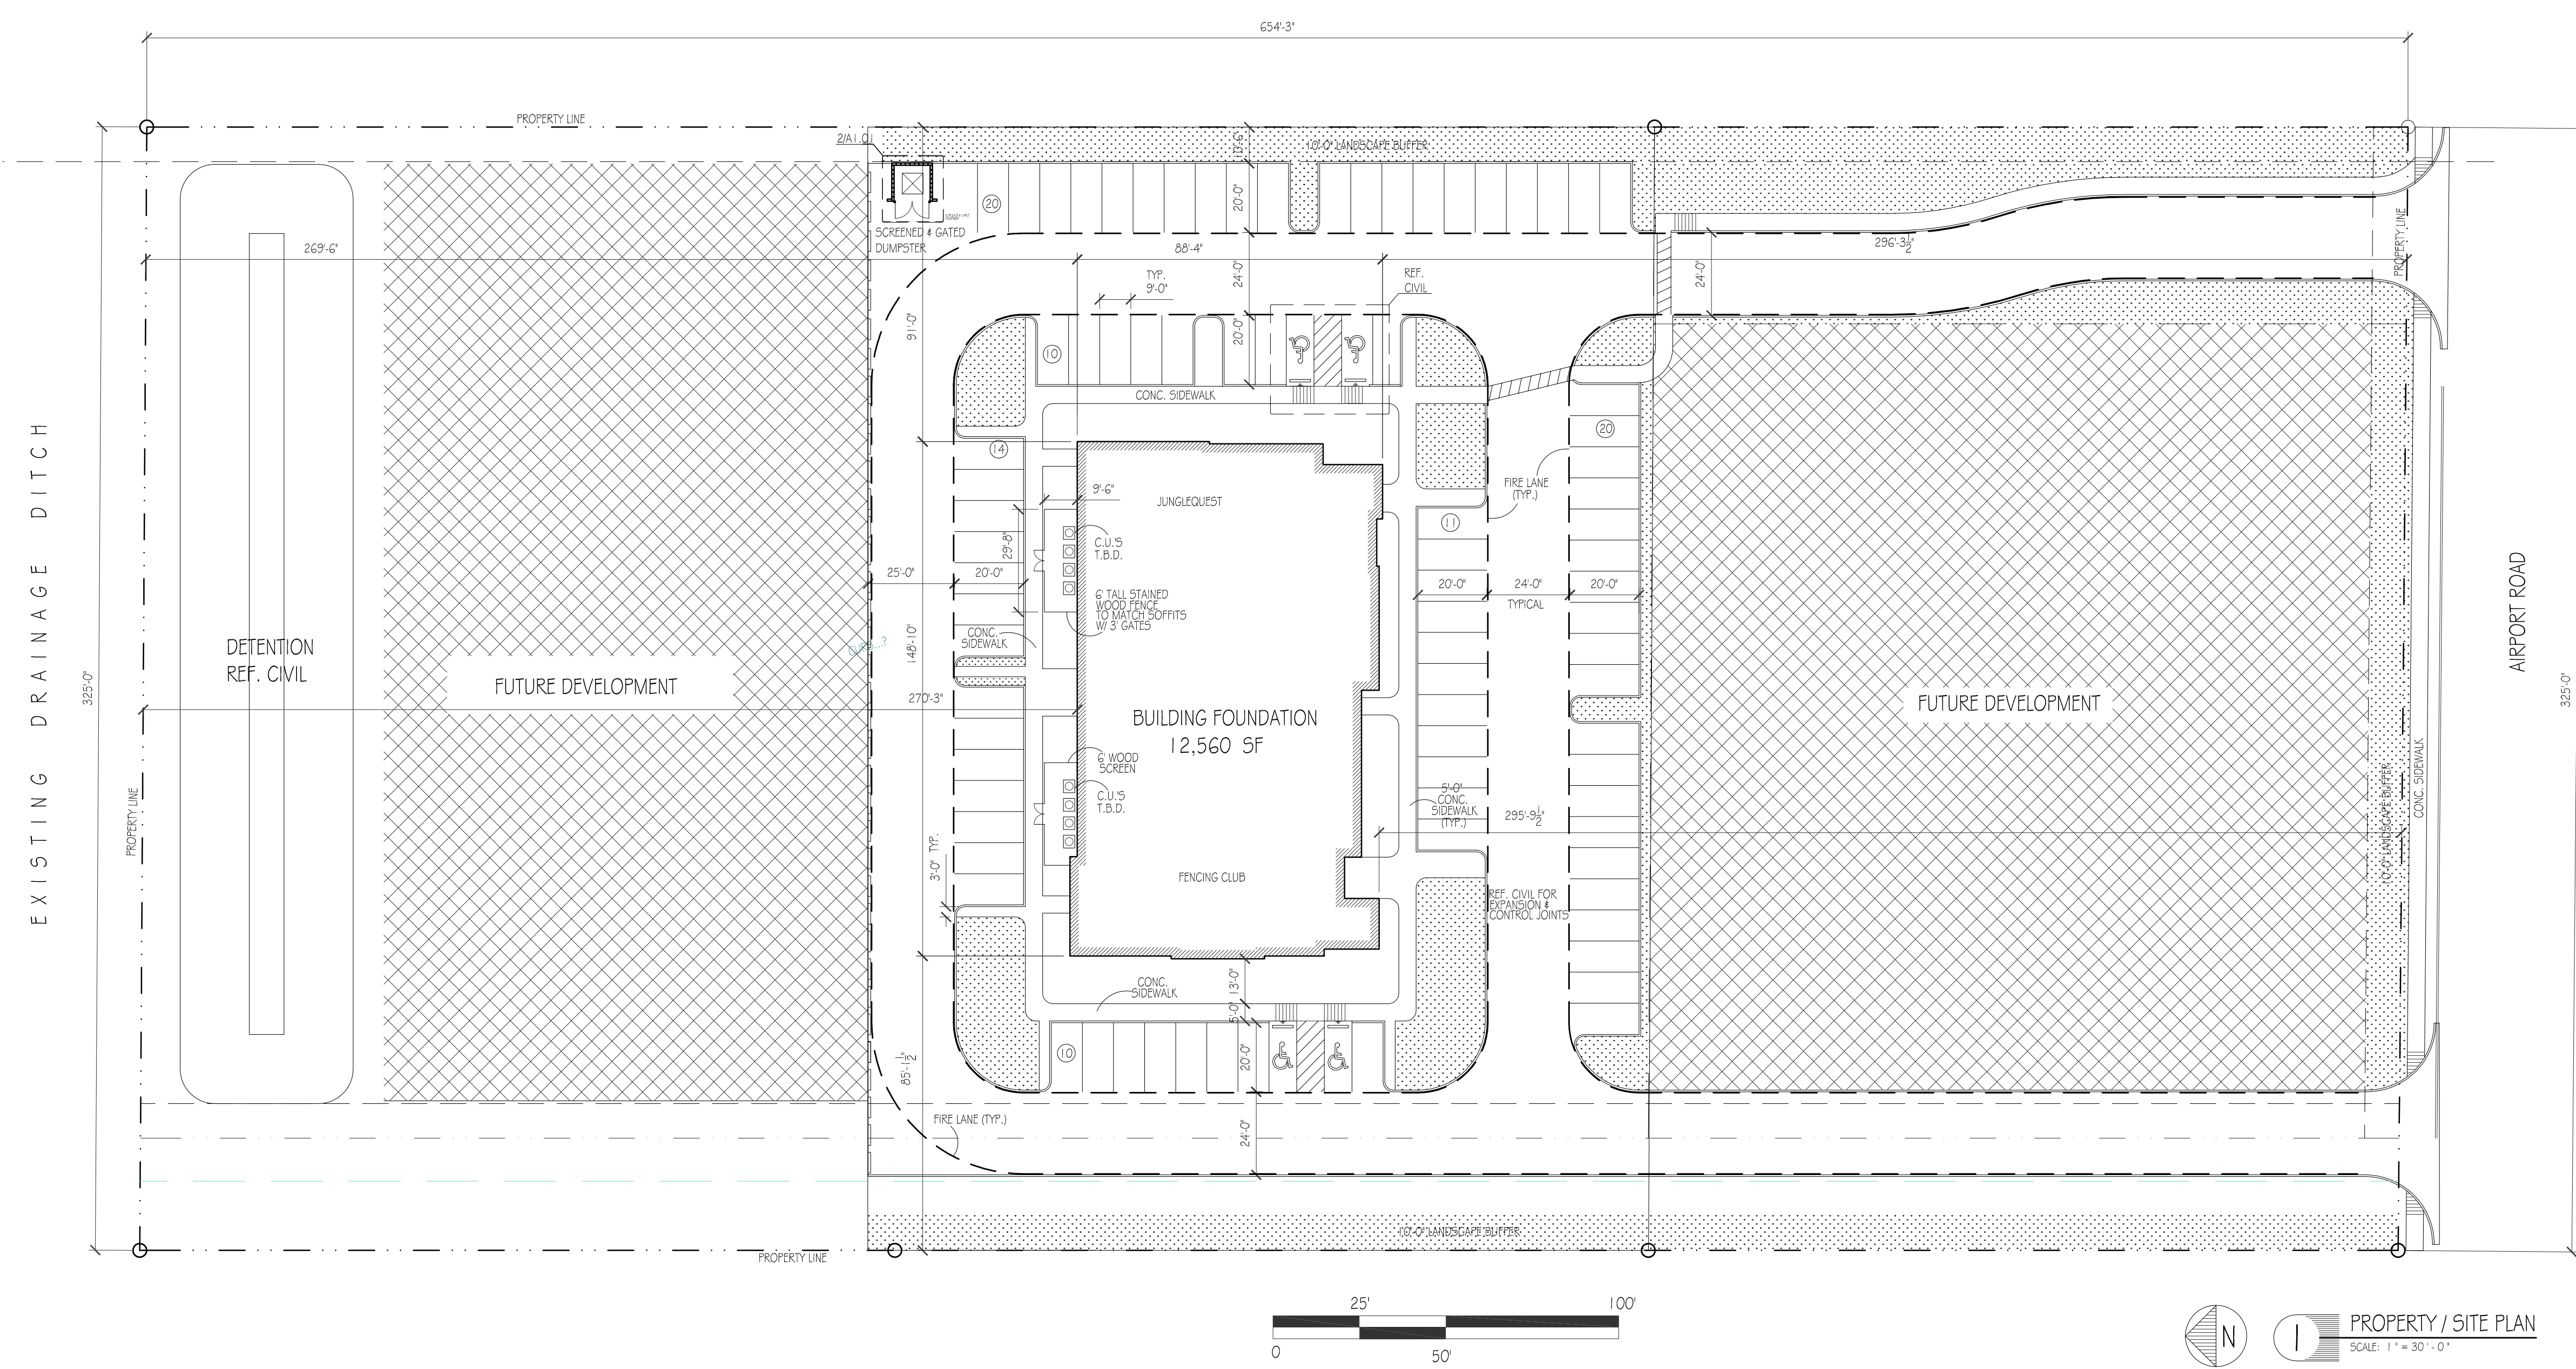 654'-3"
PROPERTY LINE
2/A1.01
10'-6"
10'-0" LANDSCAPE BUFFER
20
20'-0"
SCREENED & GATED
DUMPSTER
PROPERTY LINE
269'-6"
88'-4"
296'-3 1/2"
24'-0"
24'-0"
TYP.
9'-0"
REF.
CIVIL
91'-0"
10
20'-0"
CONC. SIDEWALK
14
20
9'-6"
JUNGLEQUEST
FIRE LANE
(TYP.)
11
29'-8"
C.U.'S
T.B.D.
25'-0"
20'-0"
20'-0"
24'-0"
20'-0"
TYPICAL
6' TALL STAINED
WOOD FENCE
TO MATCH SOFFITS
W/ 3' GATES
CONC.
SIDEWALK
CURB...?
148'-10"
EXISTING DRAINAGE DITCH
325'-0"
DETENTION
REF. CIVIL
FUTURE DEVELOPMENT
270'-3"
BUILDING FOUNDATION
12,560 SF
FUTURE DEVELOPMENT
AIRPORT ROAD
325'-0"
6' WOOD
SCREEN
C.U.'S
T.B.D.
5'-0"
CONC.
SIDEWALK
(TYP.)
295'-9 1/2"
PROPERTY LINE
10'-0" LANDSCAPE BUFFER
CONC. SIDEWALK
3'-0" TYP.
FENCING CLUB
REF. CIVIL FOR
EXPANSION &
CONTROL JOINTS
CONC.
SIDEWALK
13'-0"
5'-0"
10
20'-0"
85'-1 1/2"
FIRE LANE (TYP.)
24'-0"
10'-0" LANDSCAPE BUFFER
PROPERTY LINE
25'
100'
0
50'
N
1
PROPERTY / SITE PLAN
SCALE: 1" = 30'-0"